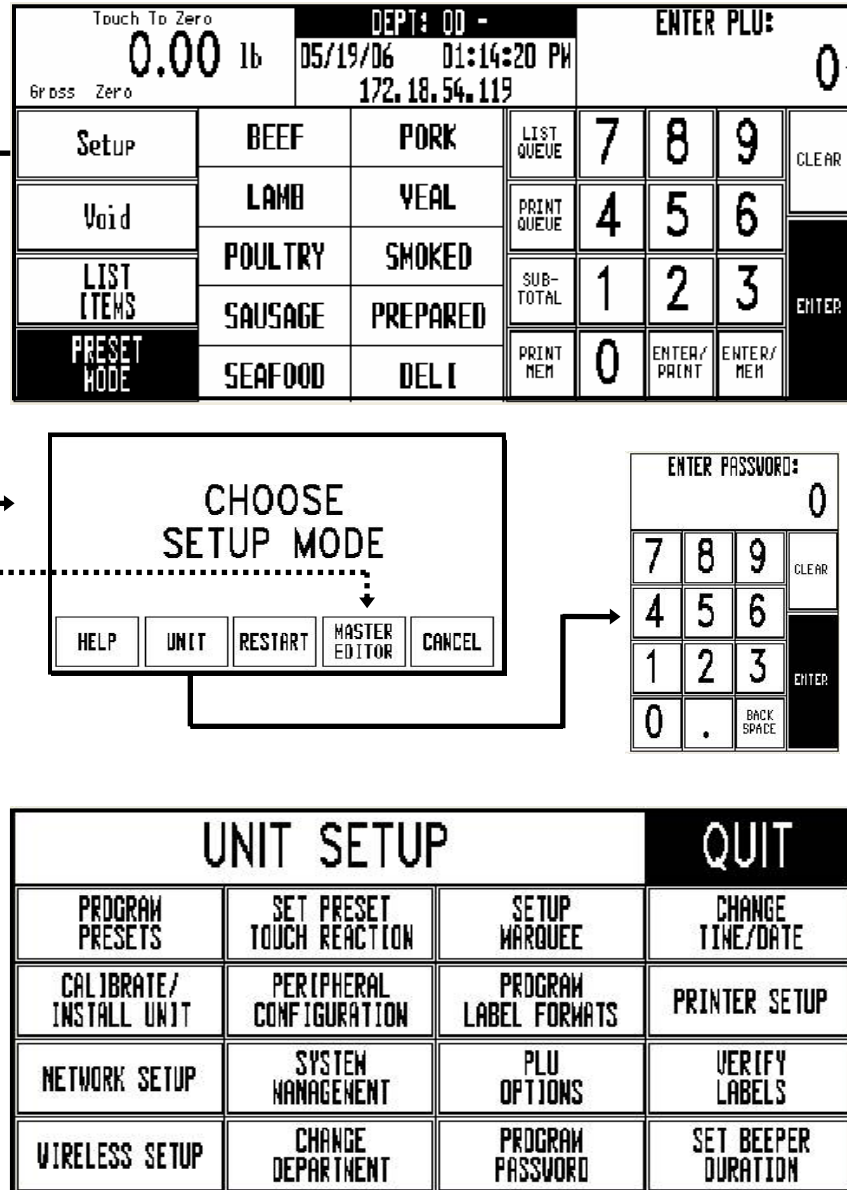 Touch To Zero
0.00 lb
Gross Zero
DEPT: 00 -
05/19/06 01:14:20 PM
172.18.54.119
ENTER PLU:
0
Setup
Void
LIST
ITEMS
PRESET
MODE
BEEF PORK
LAMB VEAL
POULTRY SMOKED
SAUSAGE PREPARED
SEAFOOD DELI
LIST
QUEUE
7 8 9
CLEAR
PRINT
QUEUE
4 5 6
SUB-
TOTAL
1 2 3
ENTER
PRINT
MEM
0
ENTER/
PRINT
ENTER/
MEM
CHOOSE
SETUP MODE
HELP
UNIT
RESTART
MASTER
EDITOR
CANCEL
ENTER PASSWORD:
0
7 8 9
CLEAR
4 5 6
1 2 3
ENTER
0 .
BACK
SPACE
UNIT SETUP
QUIT
PROGRAM
PRESETS
SET PRESET
TOUCH REACTION
SETUP
MARQUEE
CHANGE
TIME/DATE
CALIBRATE/
INSTALL UNIT
PERIPHERAL
CONFIGURATION
PROGRAM
LABEL FORMATS
PRINTER SETUP
NETWORK SETUP
SYSTEM
MANAGEMENT
PLU
OPTIONS
VERIFY
LABELS
WIRELESS SETUP
CHANGE
DEPARTMENT
PROGRAM
PASSWORD
SET BEEPER
DURATION